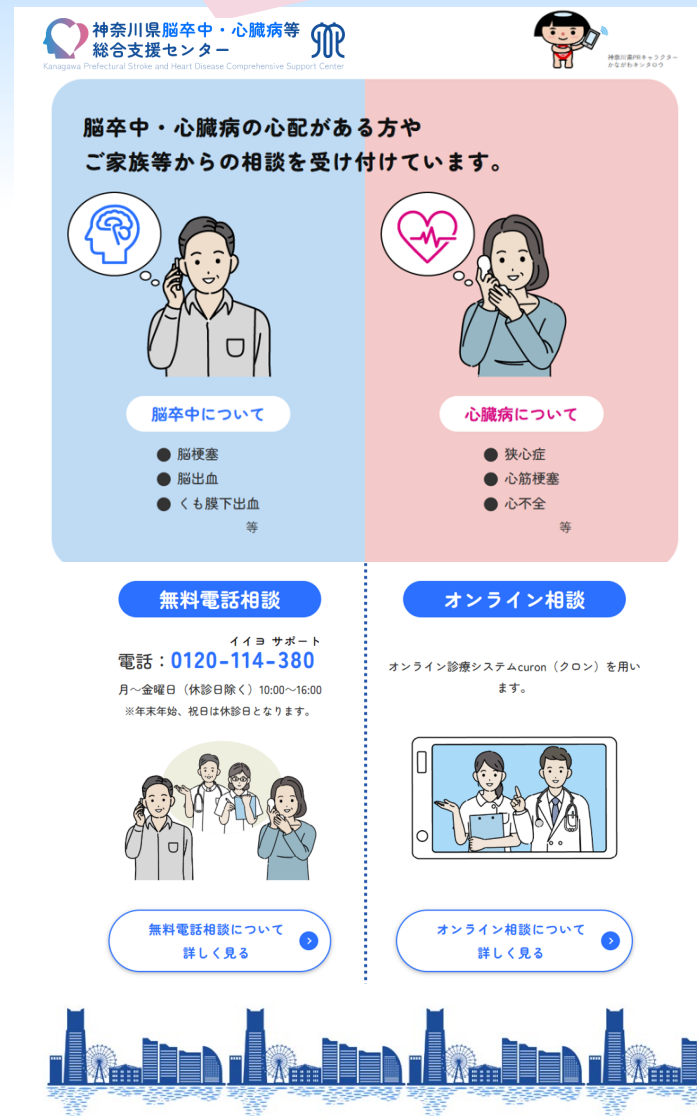 神奈川県脳卒中・心臓病等
総合支援センター
Kanagawa Prefectural Stroke and Heart Disease Comprehensive Support Center
神奈川県PRキャラクター
かながわキンタロウ
脳卒中・心臓病の心配がある方や
ご家族等からの相談を受け付けています。
脳卒中について
● 脳梗塞
● 脳出血
● くも膜下出血
等
心臓病について
● 狭心症
● 心筋梗塞
● 心不全
等
無料電話相談
イイヨ サポート
電話：0120-114-380
月～金曜日（休診日除く）10:00～16:00
※年末年始、祝日は休診日となります。
無料電話相談について
詳しく見る
オンライン相談
オンライン診療システムcuron（クロン）を用い
ます。
オンライン相談について
詳しく見る